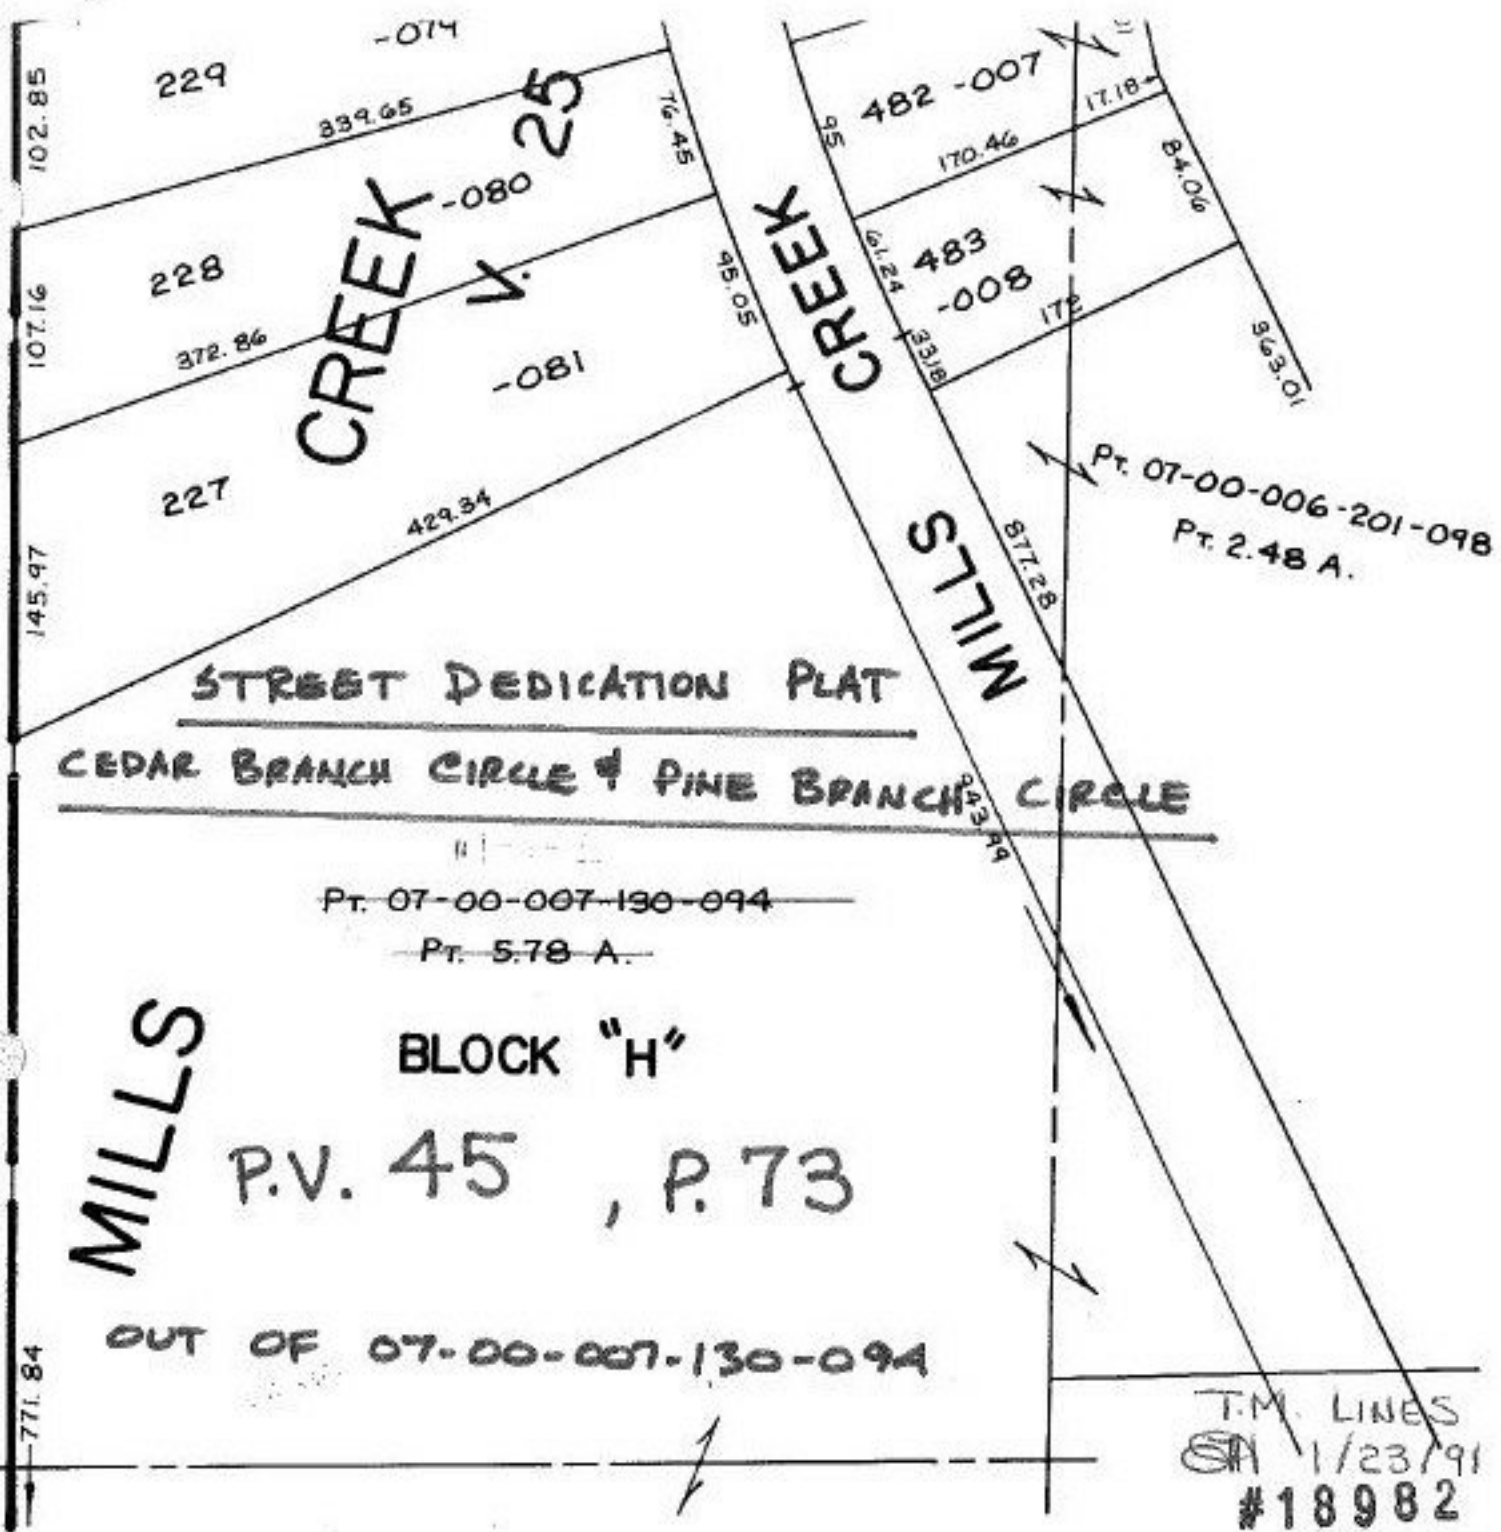 -074
229
102.85
339.65
25
76.45
-080
228
107.16
372.86
CREEK
V.
95.05
-081
227
145.97
429.34
482 -007
95
17.18
170.46
84.06
61.24
483
-008
33.18
363.01
CREEK
MILLS
877.28
943.99
Pt. 07-00-006-201-098
Pt. 2.48 A.
STREET DEDICATION PLAT
CEDAR BRANCH CIRCLE & PINE BRANCH CIRCLE
Pt. 07-00-007-130-094
Pt. 5.78 A.
BLOCK "H"
MILLS
P.V. 45 , P. 73
OUT OF 07-00-007-130-094
771.84
T.M. LINES
1/23/91
#18982